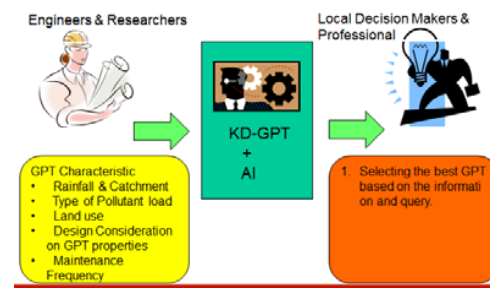 Engineers & Researchers
Local Decision Makers &
Professional
KD-GPT
+
AI
GPT Characteristic
• Rainfall & Catchment
• Type of Pollutant load
• Land use
• Design Consideration
on GPT properties
• Maintenance
Frequency
1. Selecting the best GPT
based on the informati
on and query.